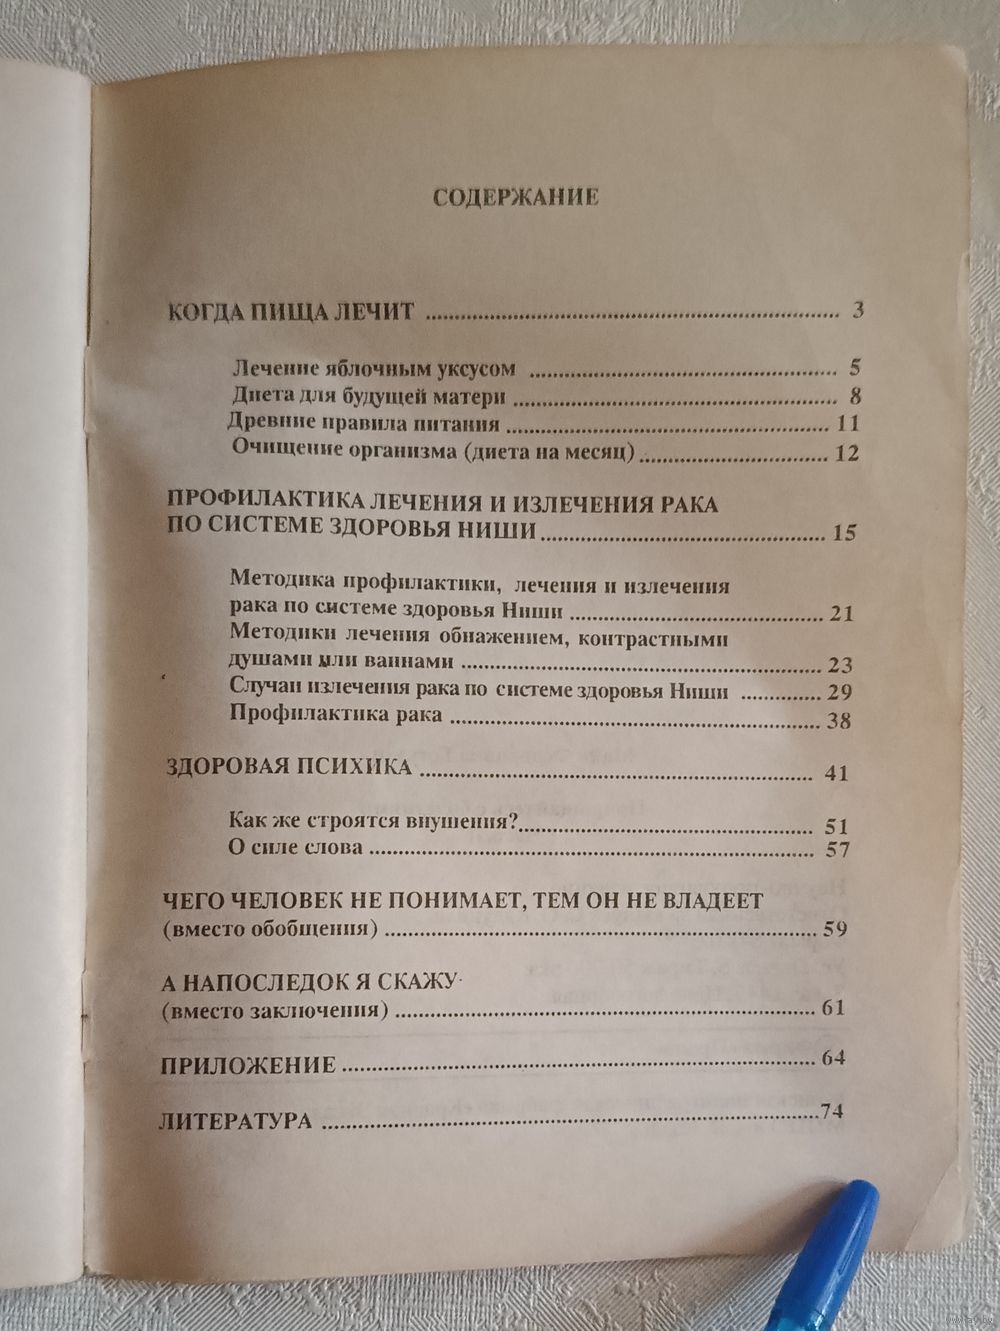 СОДЕРЖАНИЕ
КОГДА ПИЩА ЛЕЧИТ ........................ 3
Лечение яблочным уксусом ........................ 5
Диета для будущей матери ........................ 8
Древние правила питания ........................ 11
Очищение организма (диета на месяц) ........................ 12
ПРОФИЛАКТИКА ЛЕЧЕНИЯ И ИЗЛЕЧЕНИЯ РАКА
ПО СИСТЕМЕ ЗДОРОВЬЯ НИШИ ........................ 15
Методика профилактики, лечения и излечения
рака по системе здоровья Ниши ........................ 21
Методики лечения обнажением, контрастными
душами или ваннами ........................ 23
Случаи излечения рака по системе здоровья Ниши ............. 29
Профилактика рака ........................ 38
ЗДОРОВАЯ ПСИХИКА ........................ 41
Как же строятся внушения? ........................ 51
О силе слова ........................ 57
ЧЕГО ЧЕЛОВЕК НЕ ПОНИМАЕТ, ТЕМ ОН НЕ ВЛАДЕЕТ
(вместо обобщения) ........................ 59
А НАПОСЛЕДОК Я СКАЖУ
(вместо заключения) ........................ 61
ПРИЛОЖЕНИЕ ........................ 64
ЛИТЕРАТУРА ........................ 74